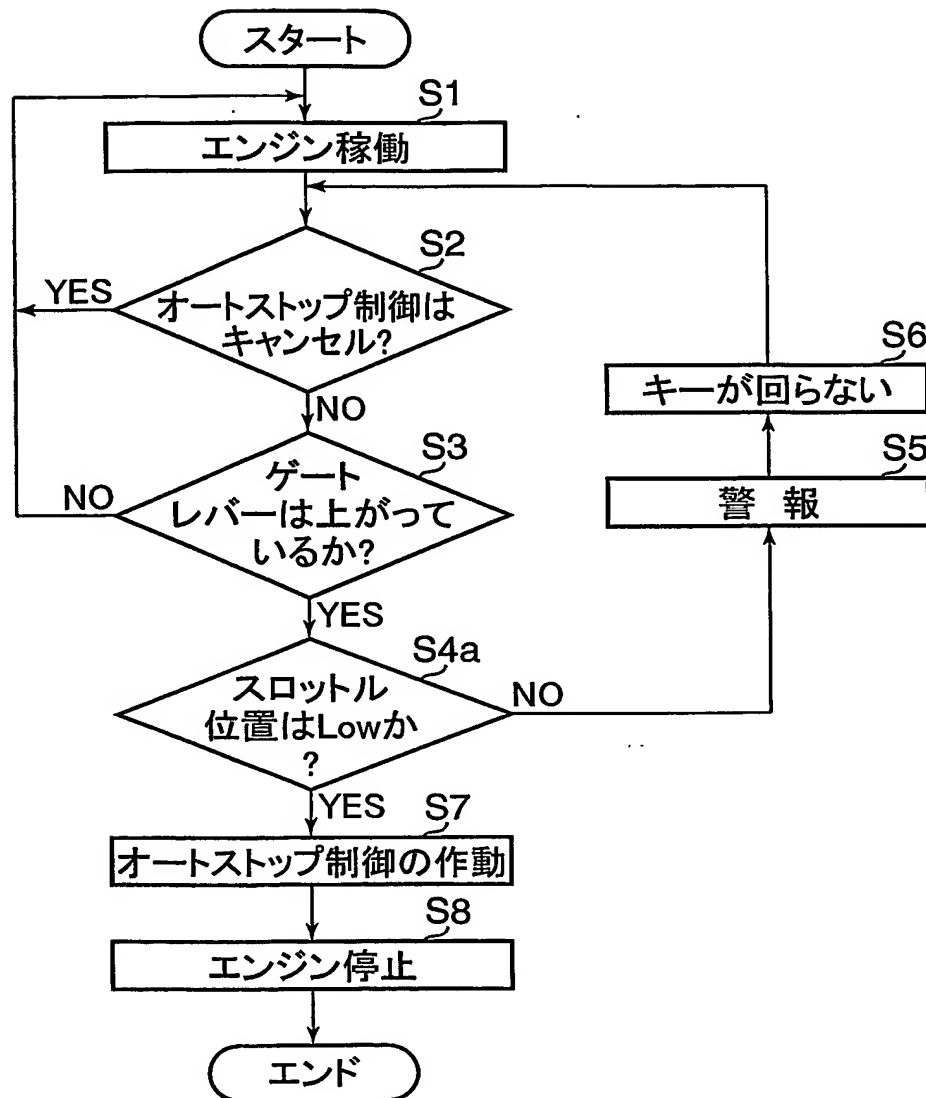 スタート
S1
エンジン稼働
S2
YES
オートストップ制御は
キャンセル?
NO
S3
NO
ゲート
レバーは上がって
いるか?
YES
S4a
スロットル
位置はLowか
?
NO
YES
S5
警 報
S6
キーが回らない
S7
オートストップ制御の作動
S8
エンジン停止
エンド